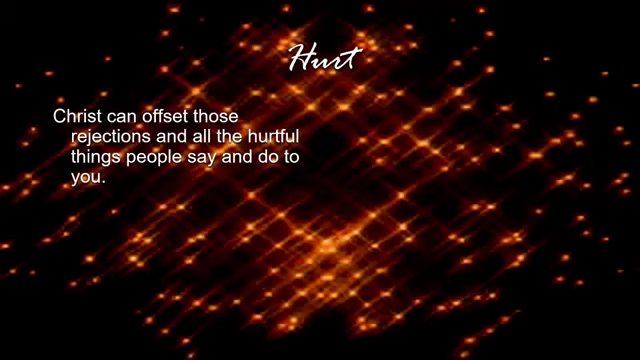 Hurt
Christ can offset those
rejections and all the hurtful
things people say and do to
you.